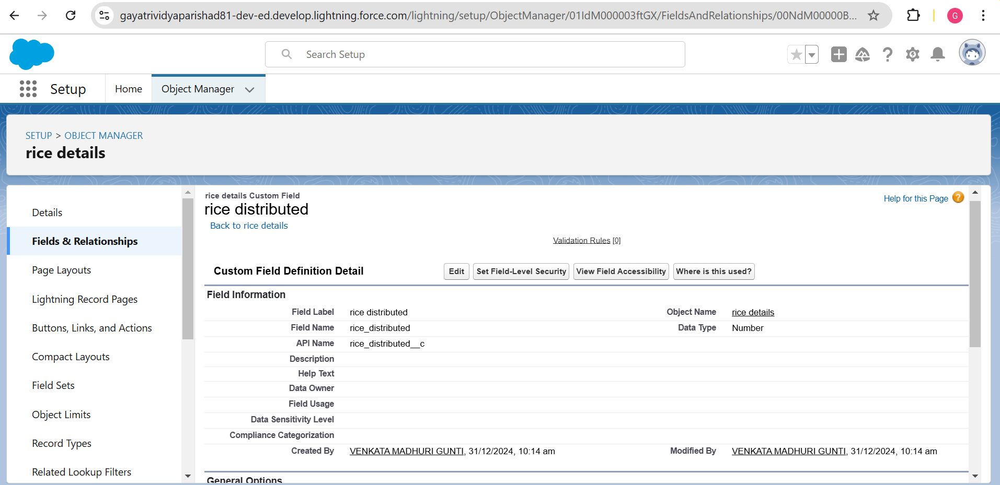 gayatrividyaparishad81-dev-ed.develop.lightning.force.com/lightning/setup/ObjectManager/01IdM000003ftGX/FieldsAndRelationships/00NdM00000B...
G
Search Setup
Setup
Home
Object Manager
SETUP > OBJECT MANAGER
rice details
Details
Fields & Relationships
Page Layouts
Lightning Record Pages
Buttons, Links, and Actions
Compact Layouts
Field Sets
Object Limits
Record Types
Related Lookup Filters
rice details Custom Field
rice distributed
Back to rice details
Help for this Page ?
Validation Rules [0]
Custom Field Definition Detail
Edit
Set Field-Level Security
View Field Accessibility
Where is this used?
Field Information
Field Label rice distributed Object Name rice details
Field Name rice_distributed Data Type Number
API Name rice_distributed__c
Description
Help Text
Data Owner
Field Usage
Data Sensitivity Level
Compliance Categorization
Created By VENKATA MADHURI GUNTI, 31/12/2024, 10:14 am Modified By VENKATA MADHURI GUNTI, 31/12/2024, 10:14 am
General Options